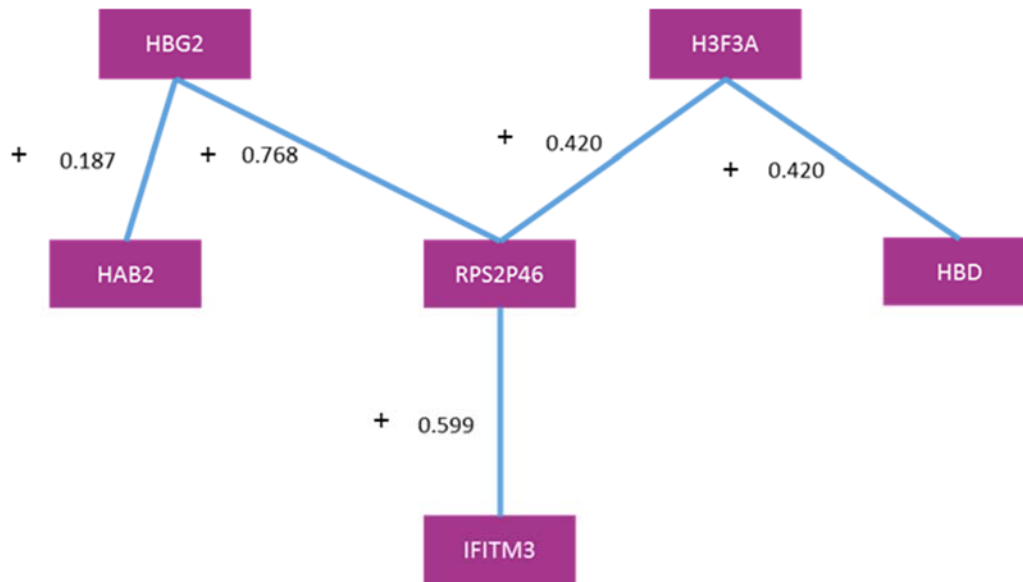 HBG2
H3F3A
+ 0.187
+ 0.768
+ 0.420
+ 0.420
HAB2
RPS2P46
HBD
+ 0.599
IFITM3